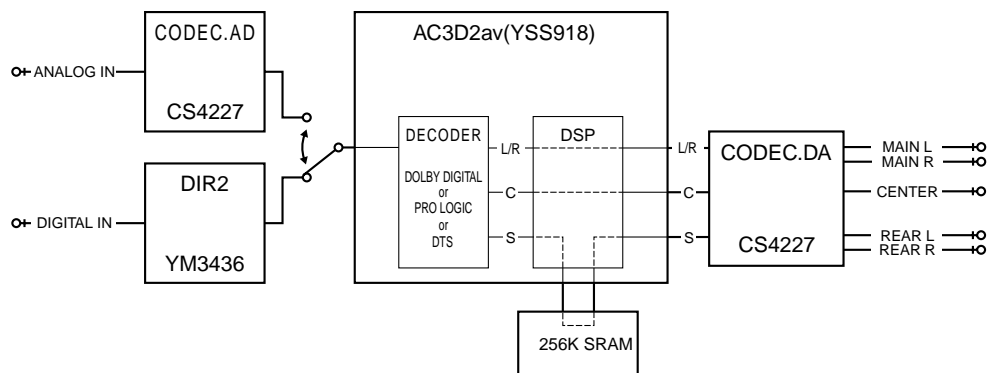 CODEC.AD
CS4227
ANALOG IN
DIR2
YM3436
DIGITAL IN
AC3D2av(YSS918)
DECODER
DOLBY DIGITAL
or
PRO LOGIC
or
DTS
L/R
C
S
DSP
256K SRAM
L/R
C
S
CODEC.DA
CS4227
MAIN L
MAIN R
CENTER
REAR L
REAR R